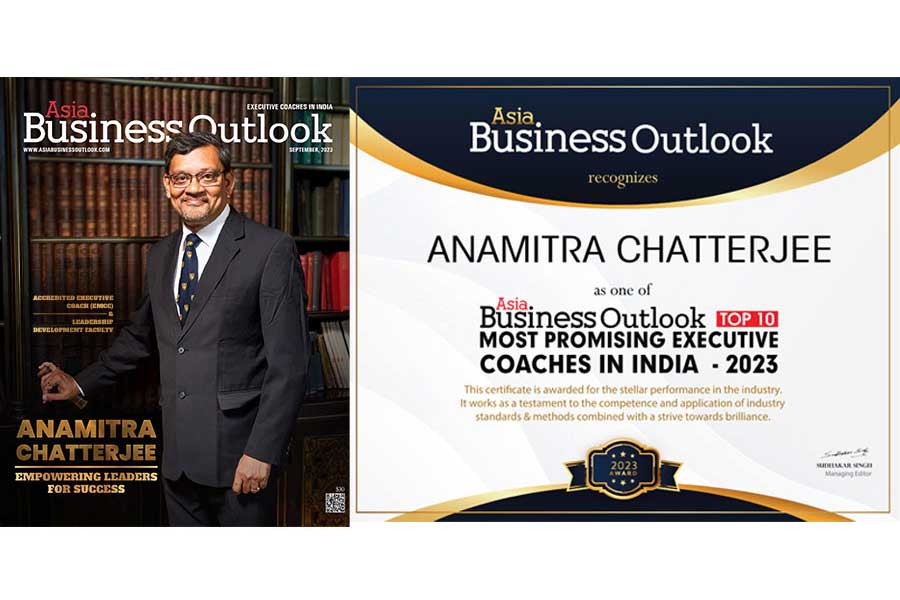 EXECUTIVE COACHES IN INDIA
Asia
Business Outlook
WWW.ASIABUSINESSOUTLOOK.COM
SEPTEMBER, 2023
ACCREDITED EXECUTIVE
COACH (EMCC)
&
LEADERSHIP
DEVELOPMENT FACULTY
ANAMITRA
CHATTERJEE
EMPOWERING LEADERS
FOR SUCCESS
$30
Asia
Business Outlook
recognizes
ANAMITRA CHATTERJEE
as one of
Asia
Business Outlook TOP 10
MOST PROMISING EXECUTIVE
COACHES IN INDIA - 2023
This certificate is awarded for the stellar performance in the industry.
It works as a testament to the competence and application of industry
standards & methods combined with a strive towards brilliance.
2023
AWARD
SUDHAKAR SINGH
Managing Editor